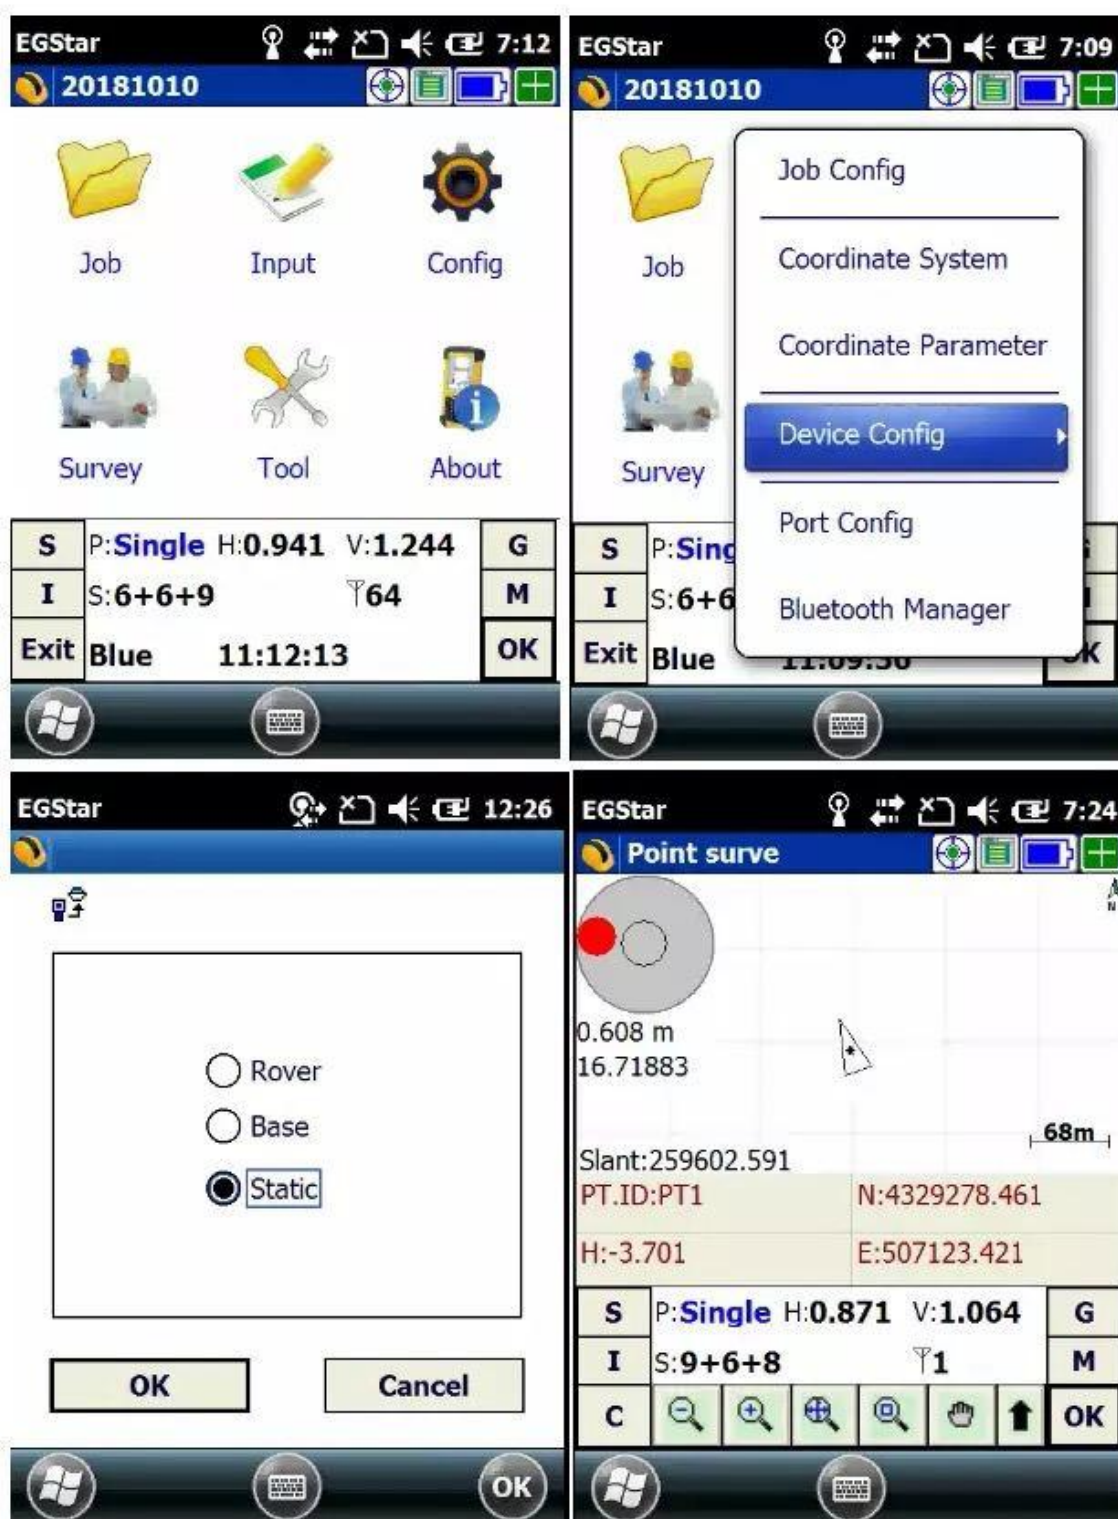 EGStar 7:12
20181010
Job Input Config
Survey Tool About
S P:Single H:0.941 V:1.244 G
I S:6+6+9 64 M
Exit Blue 11:12:13 OK
EGStar 7:09
20181010
Job Config
Coordinate System
Job
Coordinate Parameter
Device Config
Survey
Port Config
S P:Sing
I S:6+6
Bluetooth Manager
Exit Blue
EGStar 12:26
Rover
Base
Static
OK Cancel
OK
EGStar 7:24
Point surve
N
0.608 m
16.71883
68m
Slant:259602.591
PT.ID:PT1 N:4329278.461
H:-3.701 E:507123.421
S P:Single H:0.871 V:1.064 G
I S:9+6+8 1 M
C OK